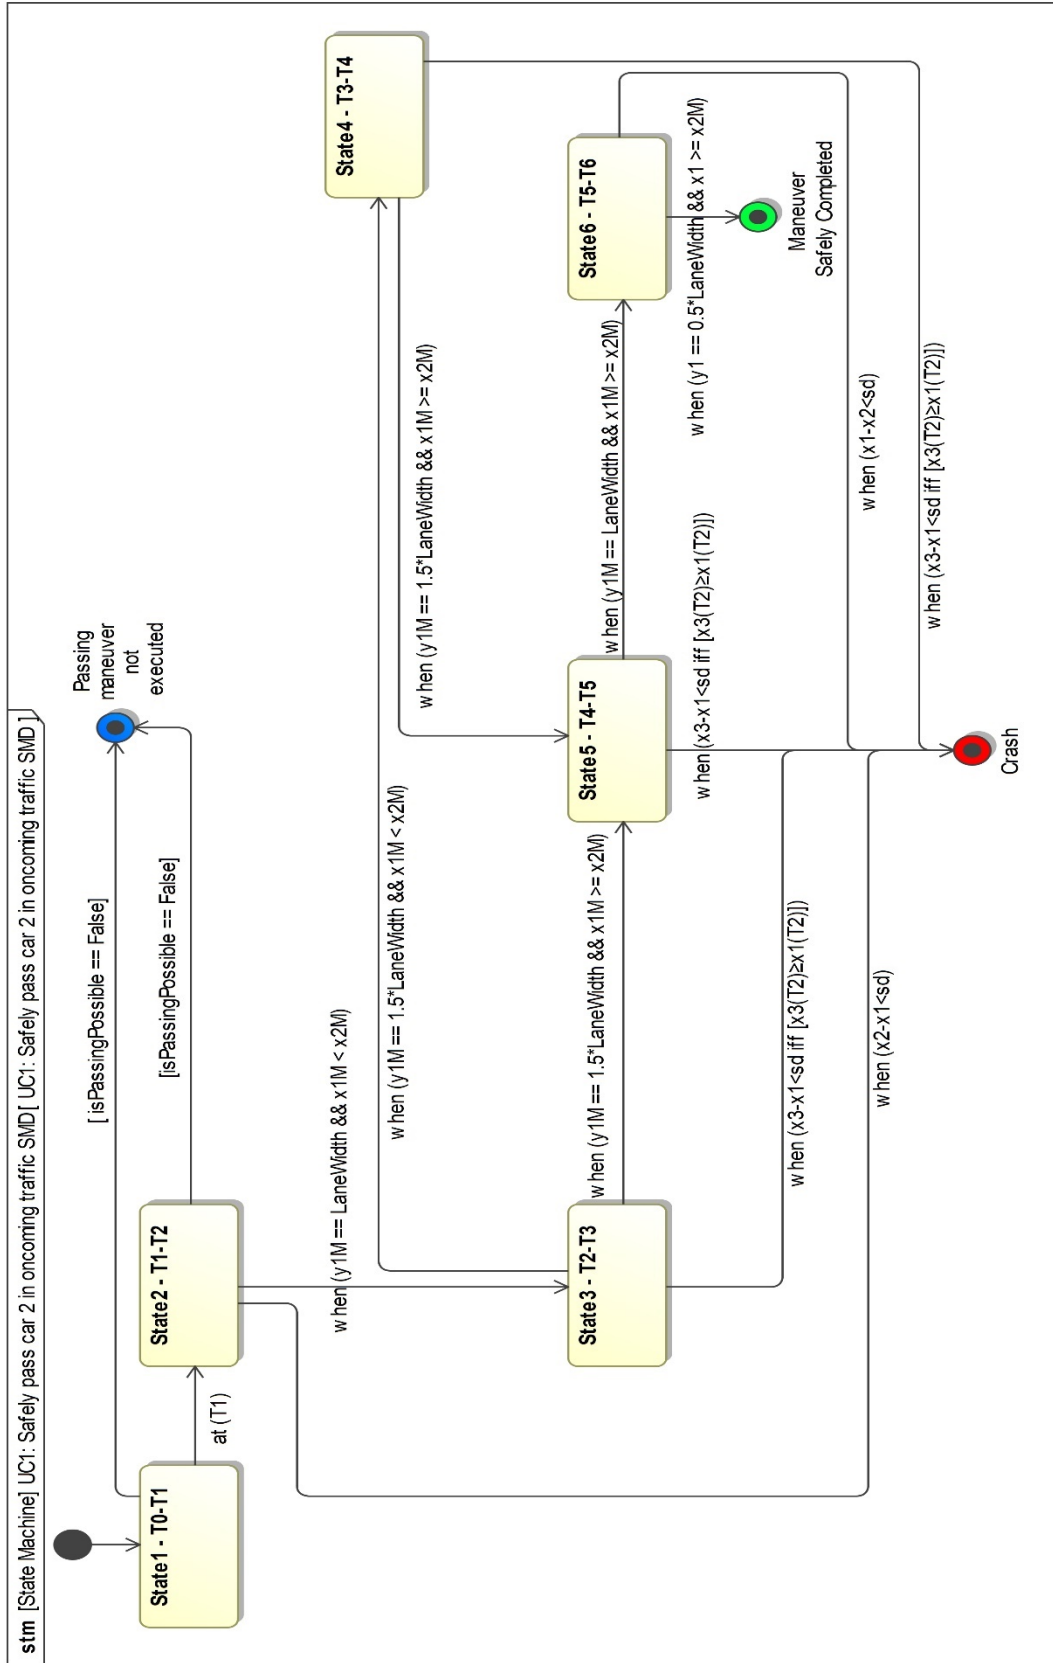 stm [State Machine] UC1: Safely pass car 2 in oncoming traffic SMD[ UC1: Safely pass car 2 in oncoming traffic SMD ]
State1 - T0-T1
at (T1)
[ isPassingPossible == False]
Passing
maneuver
not
executed
State2 - T1-T2
[isPassingPossible == False]
when (y1M == LaneWidth && x1M < x2M)
State4 - T3-T4
when (y1M == 1.5*LaneWidth && x1M < x2M)
when (y1M == 1.5*LaneWidth && x1M >= x2M)
State3 - T2-T3
when (y1M == 1.5*LaneWidth && x1M >= x2M)
State5 - T4-T5
when (y1M == LaneWidth && x1M >= x2M)
State6 - T5-T6
when (y1 == 0.5*LaneWidth && x1 >= x2M)
Maneuver
Safely Completed
when (x3-x1<sd iff [x3(T2)≥x1(T2)])
when (x3-x1<sd iff [x3(T2)≥x1(T2)])
when (x2-x1<sd)
when (x1-x2<sd)
when (x3-x1<sd iff [x3(T2)≥x1(T2)])
Crash